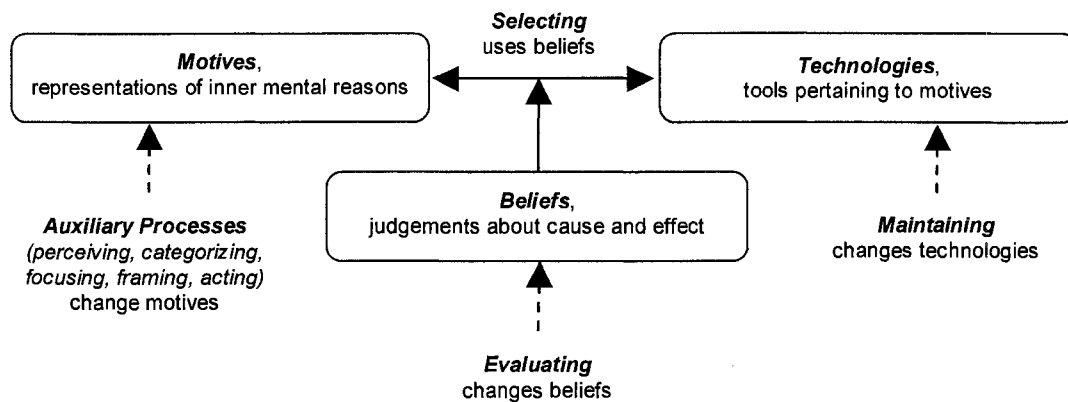 Selecting
uses beliefs
Motives,
representations of inner mental reasons
Technologies,
tools pertaining to motives
Beliefs,
judgements about cause and effect
Auxiliary Processes
(perceiving, categorizing,
focusing, framing, acting)
change motives
Maintaining
changes technologies
Evaluating
changes beliefs